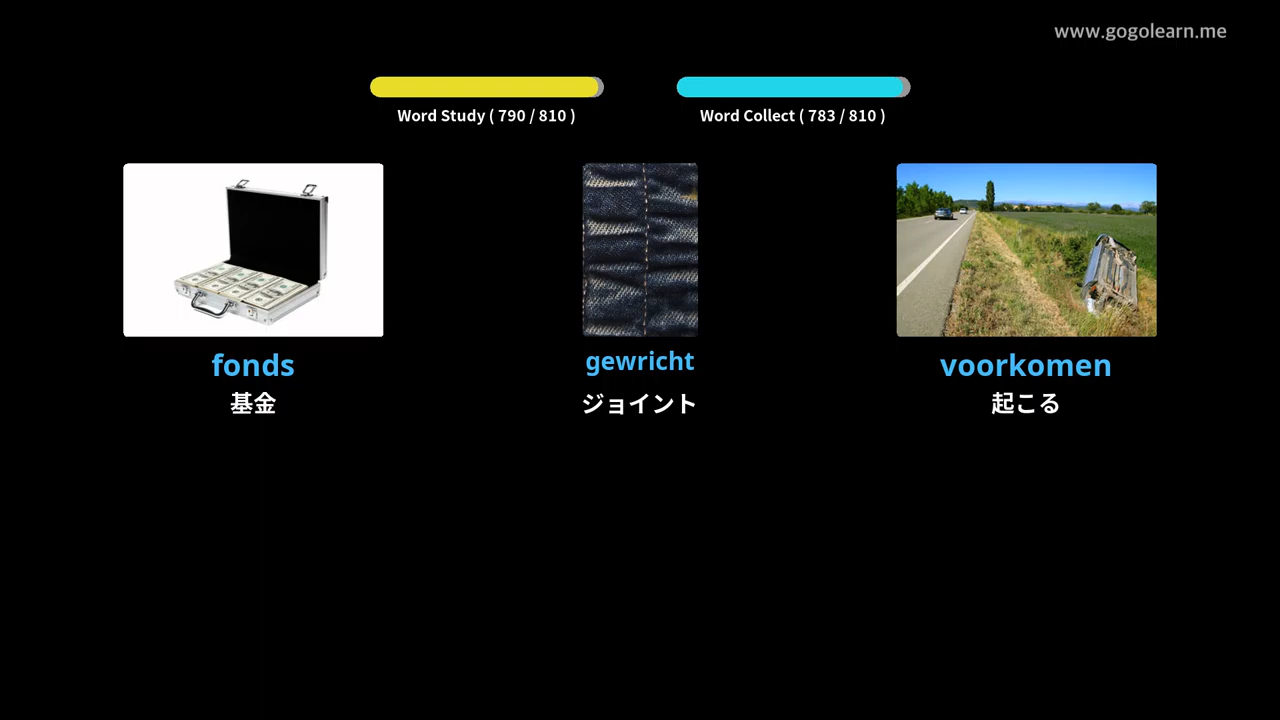 www.gogolearn.me
Word Study ( 790 / 810 )
Word Collect ( 783 / 810 )
fonds
基金
gewricht
ジョイント
voorkomen
起こる